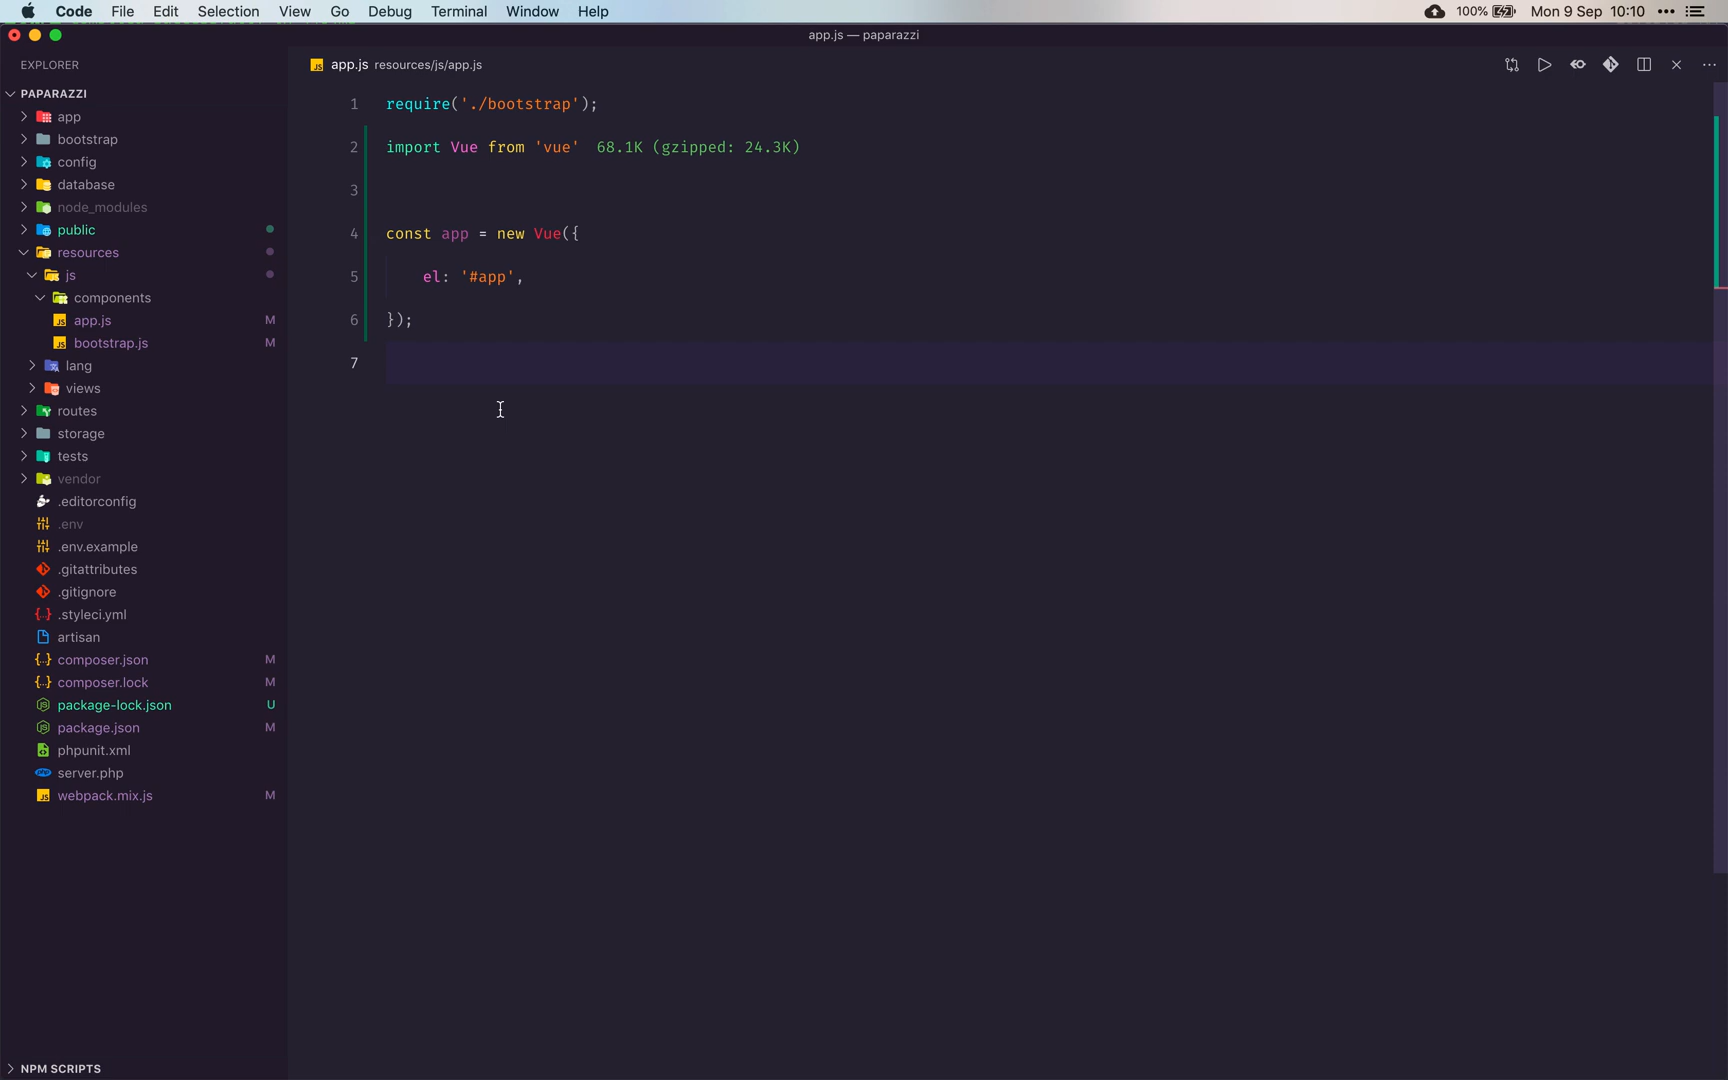 Code File Edit Selection View Go Debug Terminal Window Help 100% Mon 9 Sep 10:10
app.js — paparazzi
EXPLORER
PAPARAZZI
app
bootstrap
config
database
node_modules
public
resources
js
components
app.js M
bootstrap.js M
lang
views
routes
storage
tests
vendor
.editorconfig
.env
.env.example
.gitattributes
.gitignore
.styleci.yml
artisan
composer.json M
composer.lock M
package-lock.json U
package.json M
phpunit.xml
server.php
webpack.mix.js M
NPM SCRIPTS
app.js resources/js/app.js
1 require('./bootstrap');
2 import Vue from 'vue' 68.1K (gzipped: 24.3K)
3
4 const app = new Vue({
5 el: '#app',
6 });
7